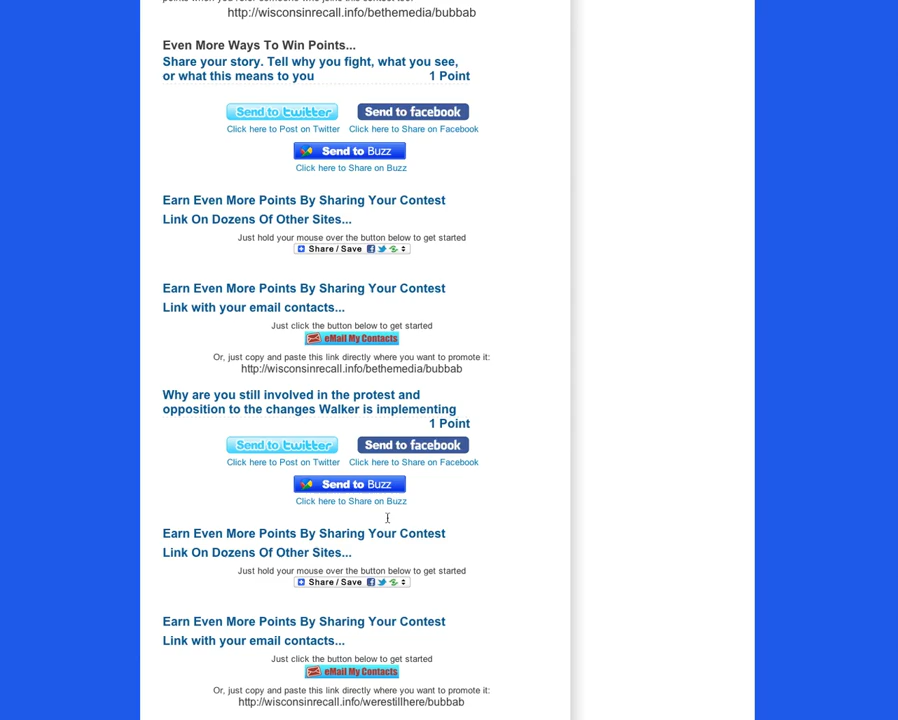 http://wisconsinrecall.info/bethemedia/bubbab
Even More Ways To Win Points...
Share your story. Tell why you fight, what you see,
or what this means to you 1 Point
Send to twitter Send to facebook
Click here to Post on Twitter Click here to Share on Facebook
Send to Buzz
Click here to Share on Buzz
Earn Even More Points By Sharing Your Contest
Link On Dozens Of Other Sites...
Just hold your mouse over the button below to get started
Share / Save
Earn Even More Points By Sharing Your Contest
Link with your email contacts...
Just click the button below to get started
eMail My Contacts
Or, just copy and paste this link directly where you want to promote it:
http://wisconsinrecall.info/bethemedia/bubbab
Why are you still involved in the protest and
opposition to the changes Walker is implementing
1 Point
Send to twitter Send to facebook
Click here to Post on Twitter Click here to Share on Facebook
Send to Buzz
Click here to Share on Buzz
Earn Even More Points By Sharing Your Contest
Link On Dozens Of Other Sites...
Just hold your mouse over the button below to get started
Share / Save
Earn Even More Points By Sharing Your Contest
Link with your email contacts...
Just click the button below to get started
eMail My Contacts
Or, just copy and paste this link directly where you want to promote it:
http://wisconsinrecall.info/werestillhere/bubbab